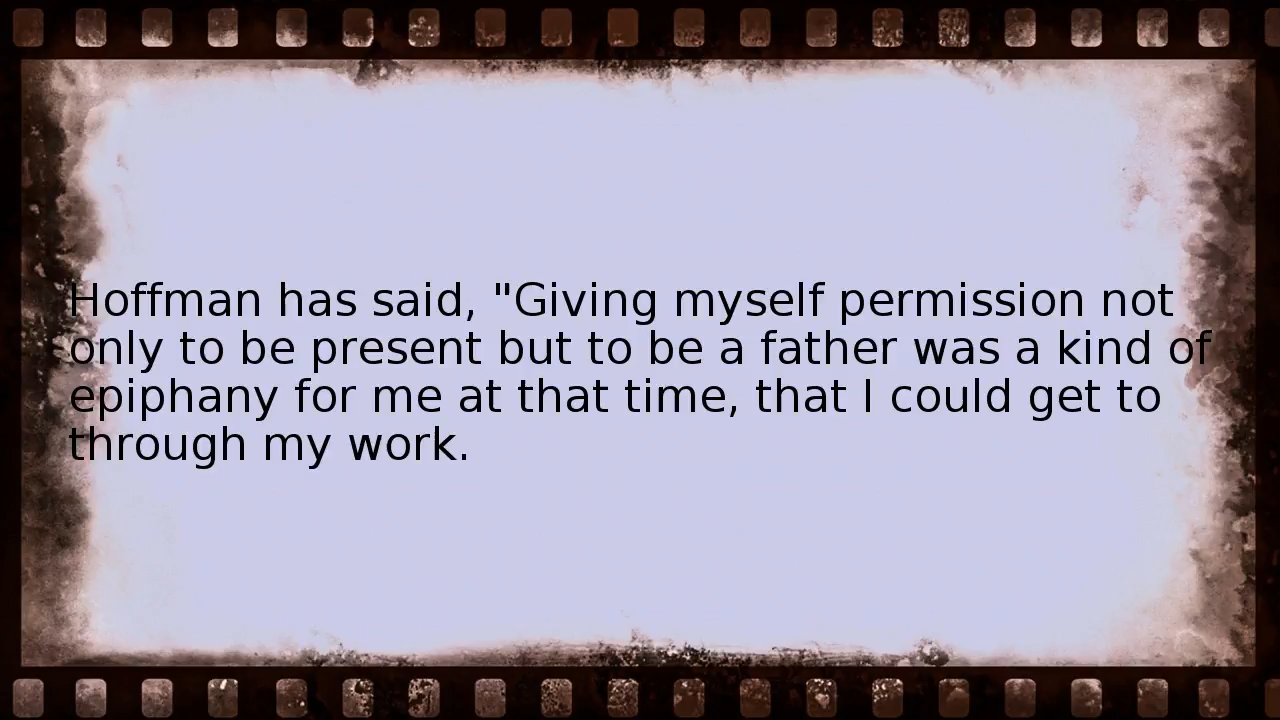 Hoffman has said, "Giving myself permission not
only to be present but to be a father was a kind of
epiphany for me at that time, that I could get to
through my work.